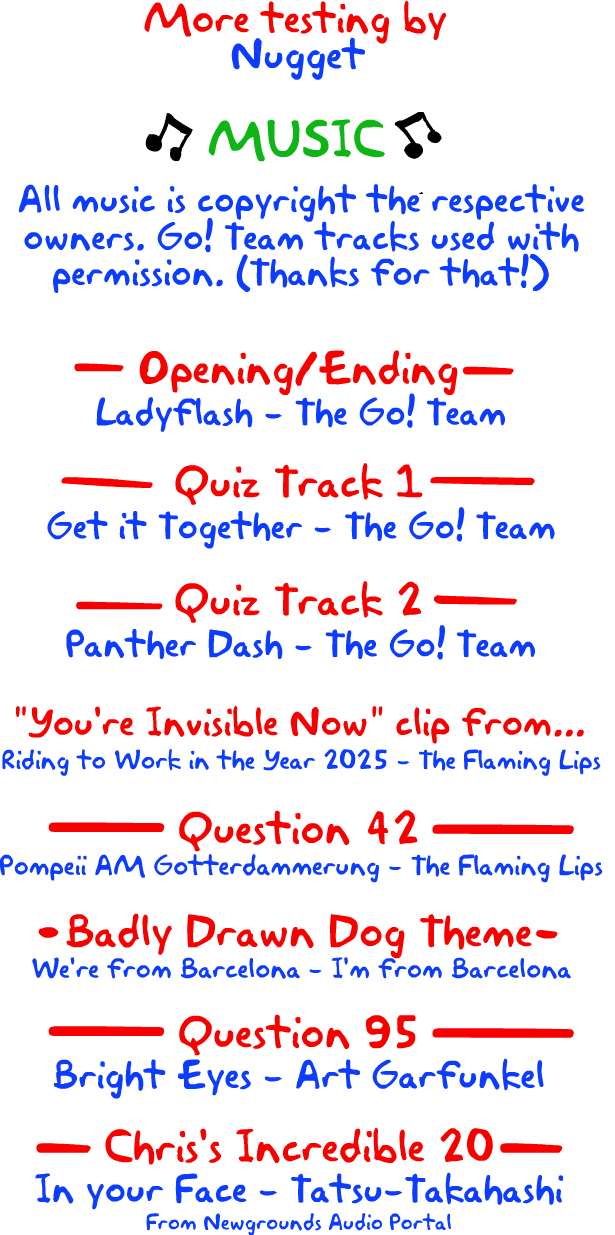 More testing by
Nugget
MUSIC
All music is copyright the respective
owners. Go! Team tracks used with
permission. (Thanks for that!)
Opening/Ending
Ladyflash - The Go! Team
Quiz Track 1
Get it Together - The Go! Team
Quiz Track 2
Panther Dash - The Go! Team
"You're Invisible Now" clip from...
Riding to Work in the Year 2025 - The Flaming Lips
Question 42
Pompeii AM Gotterdammerung - The Flaming Lips
-Badly Drawn Dog Theme-
We're from Barcelona - I'm from Barcelona
Question 95
Bright Eyes - Art Garfunkel
Chris's Incredible 20
In your Face - Tatsu-Takahashi
From Newgrounds Audio Portal